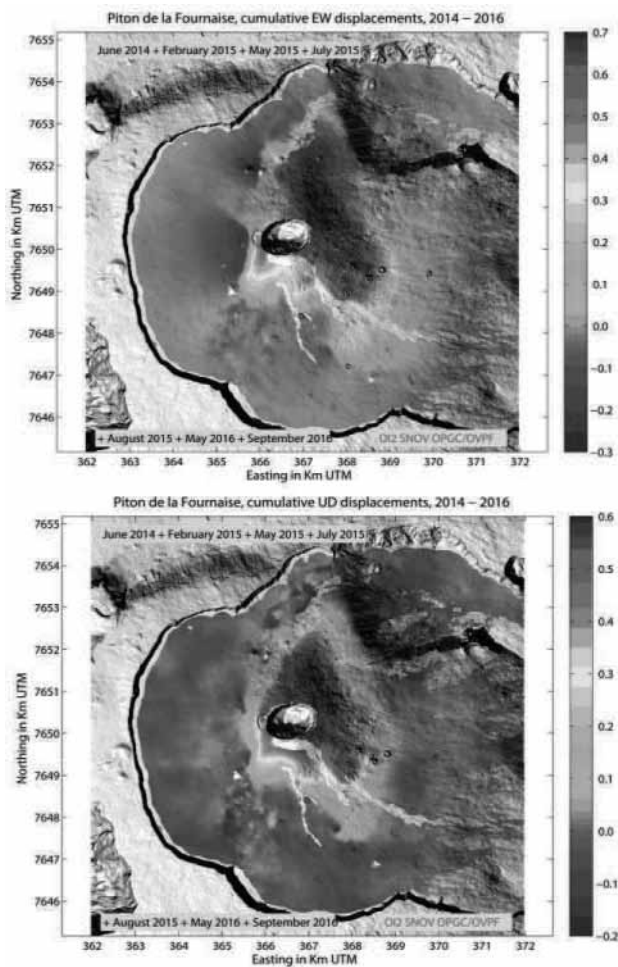 Piton de la Fournaise, cumulative EW displacements, 2014 – 2016
June 2014 + February 2015 + May 2015 + July 2015
+ August 2015 + May 2016 + September 2016
OI2 SNOV OPGC/OVPF
7655
7654
7653
7652
7651
7650
7649
7648
7647
7646
Northing in Km UTM
362 363 364 365 366 367 368 369 370 371 372
Easting in Km UTM
0.7
0.6
0.5
0.4
0.3
0.2
0.1
0.0
−0.1
−0.2
−0.3
Piton de la Fournaise, cumulative UD displacements, 2014 – 2016
June 2014 + February 2015 + May 2015 + July 2015
+ August 2015 + May 2016 + September 2016
OI2 SNOV OPGC/OVPF
7655
7654
7653
7652
7651
7650
7649
7648
7647
7646
Northing in Km UTM
362 363 364 365 366 367 368 369 370 371 372
Easting in Km UTM
0.6
0.5
0.4
0.3
0.2
0.1
0.0
−0.1
−0.2